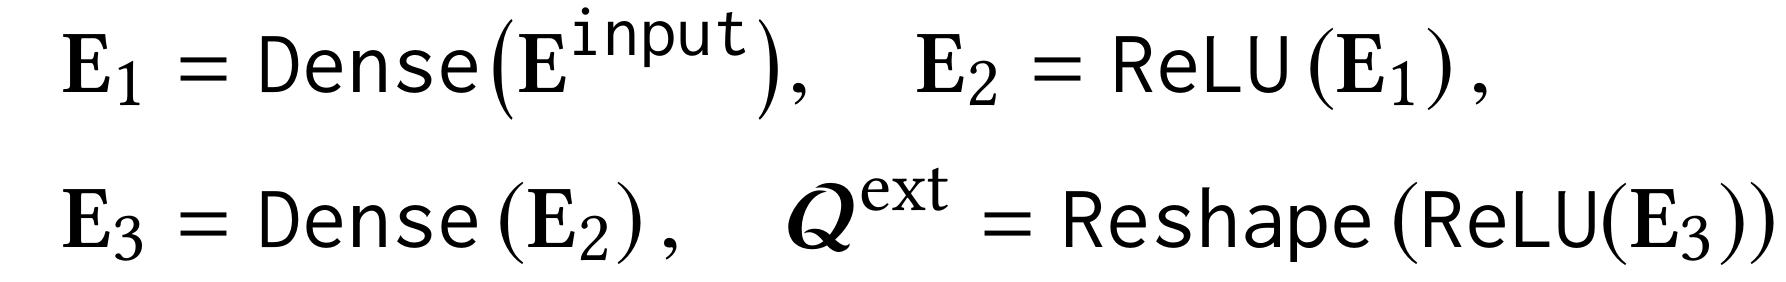 E₁ = Dense(E^input), E₂ = ReLU(E₁),
E₃ = Dense(E₂), 𝓠^ext = Reshape(ReLU(E₃))